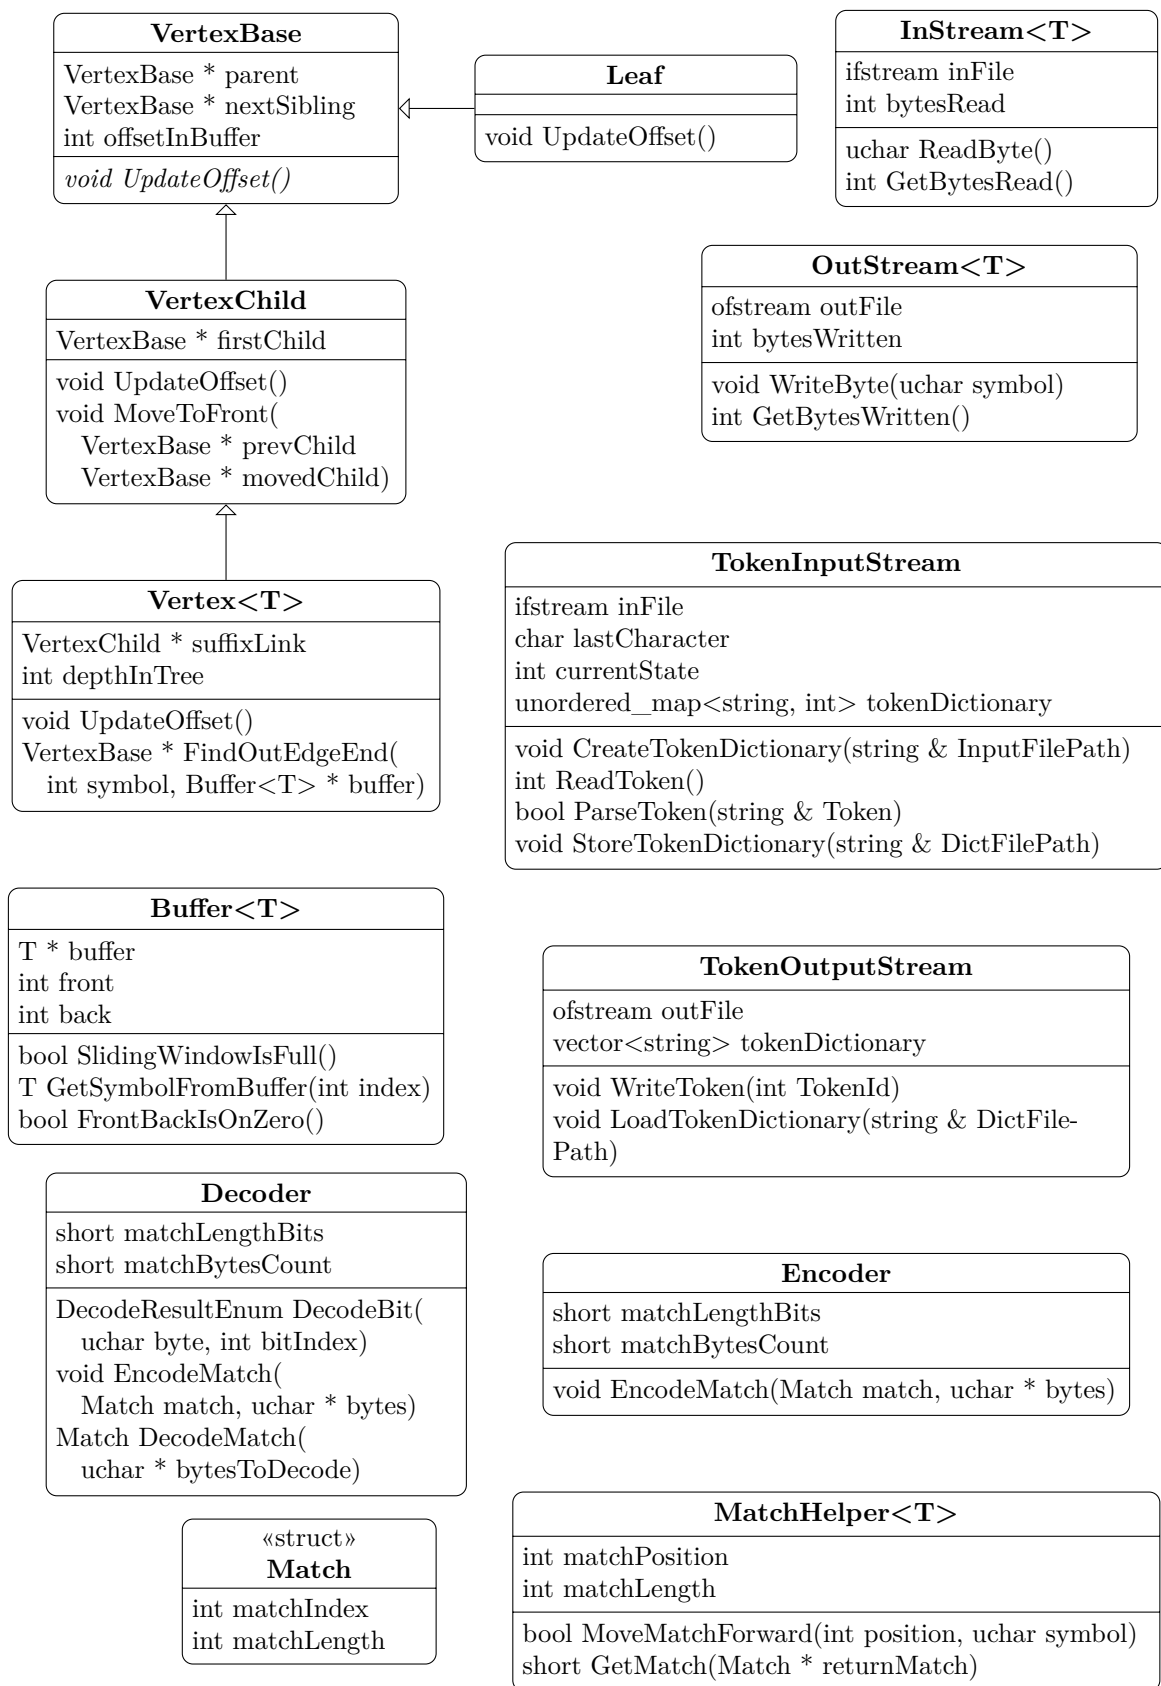 VertexBase
VertexBase * parent
VertexBase * nextSibling
int offsetInBuffer
void UpdateOffset()
Leaf
void UpdateOffset()
InStream<T>
ifstream inFile
int bytesRead
uchar ReadByte()
int GetBytesRead()
OutStream<T>
ofstream outFile
int bytesWritten
void WriteByte(uchar symbol)
int GetBytesWritten()
VertexChild
VertexBase * firstChild
void UpdateOffset()
void MoveToFront(
VertexBase * prevChild
VertexBase * movedChild)
Vertex<T>
VertexChild * suffixLink
int depthInTree
void UpdateOffset()
VertexBase * FindOutEdgeEnd(
int symbol, Buffer<T> * buffer)
TokenInputStream
ifstream inFile
char lastCharacter
int currentState
unordered_map<string, int> tokenDictionary
void CreateTokenDictionary(string & InputFilePath)
int ReadToken()
bool ParseToken(string & Token)
void StoreTokenDictionary(string & DictFilePath)
Buffer<T>
T * buffer
int front
int back
bool SlidingWindowIsFull()
T GetSymbolFromBuffer(int index)
bool FrontBackIsOnZero()
TokenOutputStream
ofstream outFile
vector<string> tokenDictionary
void WriteToken(int TokenId)
void LoadTokenDictionary(string & DictFile-
Path)
Decoder
short matchLengthBits
short matchBytesCount
DecodeResultEnum DecodeBit(
uchar byte, int bitIndex)
void EncodeMatch(
Match match, uchar * bytes)
Match DecodeMatch(
uchar * bytesToDecode)
Encoder
short matchLengthBits
short matchBytesCount
void EncodeMatch(Match match, uchar * bytes)
«struct»
Match
int matchIndex
int matchLength
MatchHelper<T>
int matchPosition
int matchLength
bool MoveMatchForward(int position, uchar symbol)
short GetMatch(Match * returnMatch)